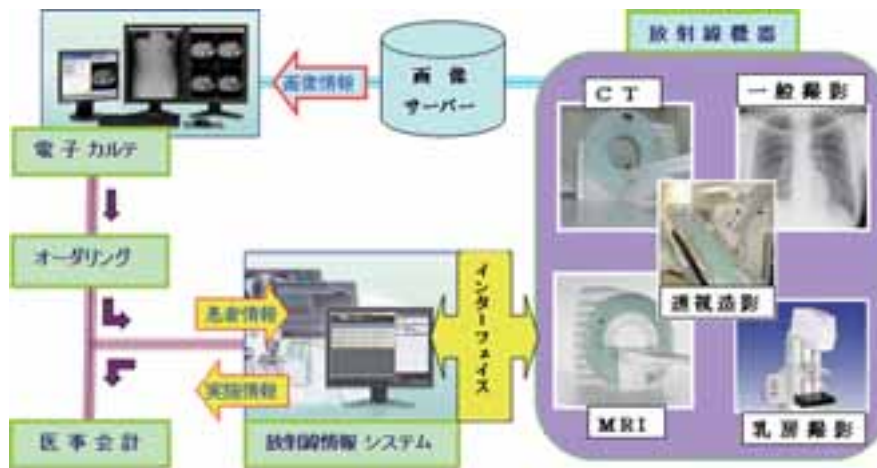 放射線機器
画像情報
画像
サーバー
CT
一般撮影
電子カルテ
オーダリング
透視造影
患者情報
インターフェイス
実施情報
MRI
乳房撮影
医事会計
放射線情報システム